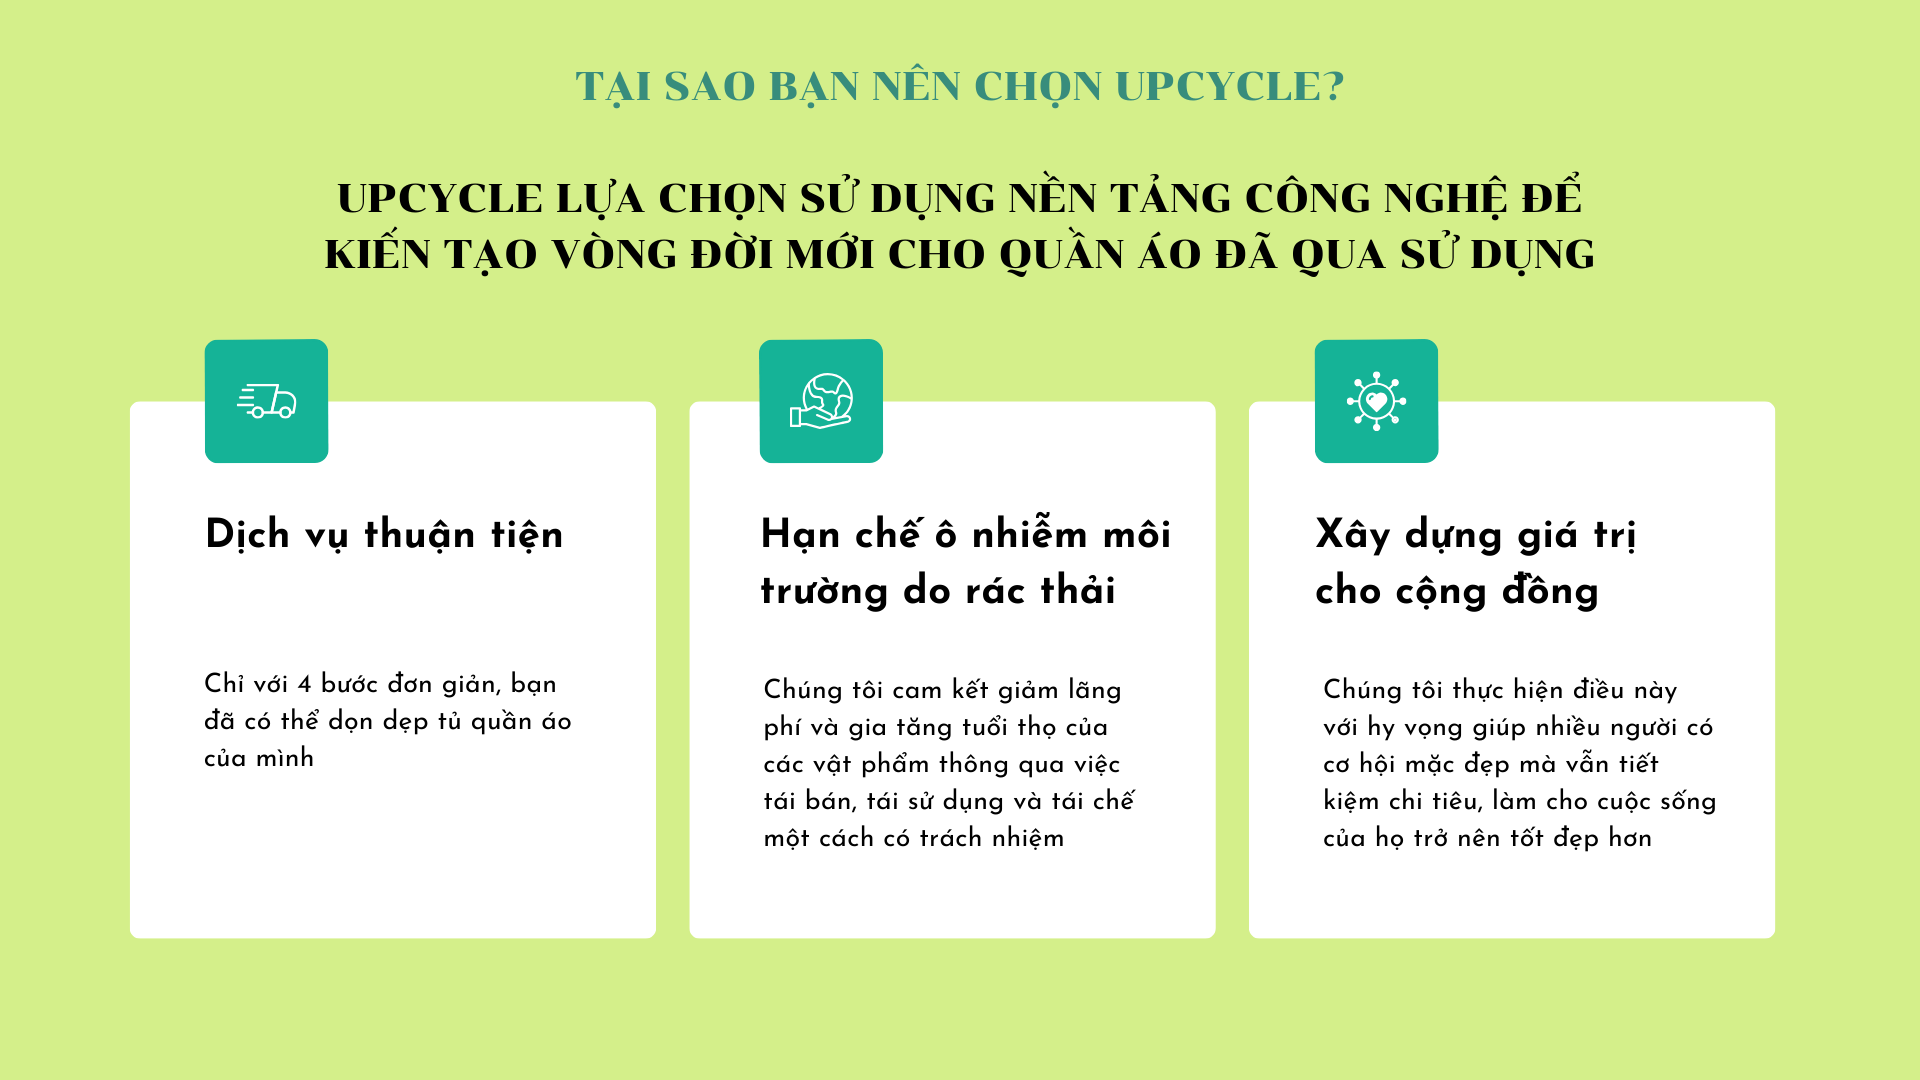 TẠI SAO BẠN NÊN CHỌN UPCYCLE?
UPCYCLE LỰA CHỌN SỬ DỤNG NỀN TẢNG CÔNG NGHỆ ĐỂ
KIẾN TẠO VÒNG ĐỜI MỚI CHO QUẦN ÁO ĐÃ QUA SỬ DỤNG
Dịch vụ thuận tiện
Chỉ với 4 bước đơn giản, bạn
đã có thể dọn dẹp tủ quần áo
của mình
Hạn chế ô nhiễm môi
trường do rác thải
Chúng tôi cam kết giảm lãng
phí và gia tăng tuổi thọ của
các vật phẩm thông qua việc
tái bán, tái sử dụng và tái chế
một cách có trách nhiệm
Xây dựng giá trị
cho cộng đồng
Chúng tôi thực hiện điều này
với hy vọng giúp nhiều người có
cơ hội mặc đẹp mà vẫn tiết
kiệm chi tiêu, làm cho cuộc sống
của họ trở nên tốt đẹp hơn